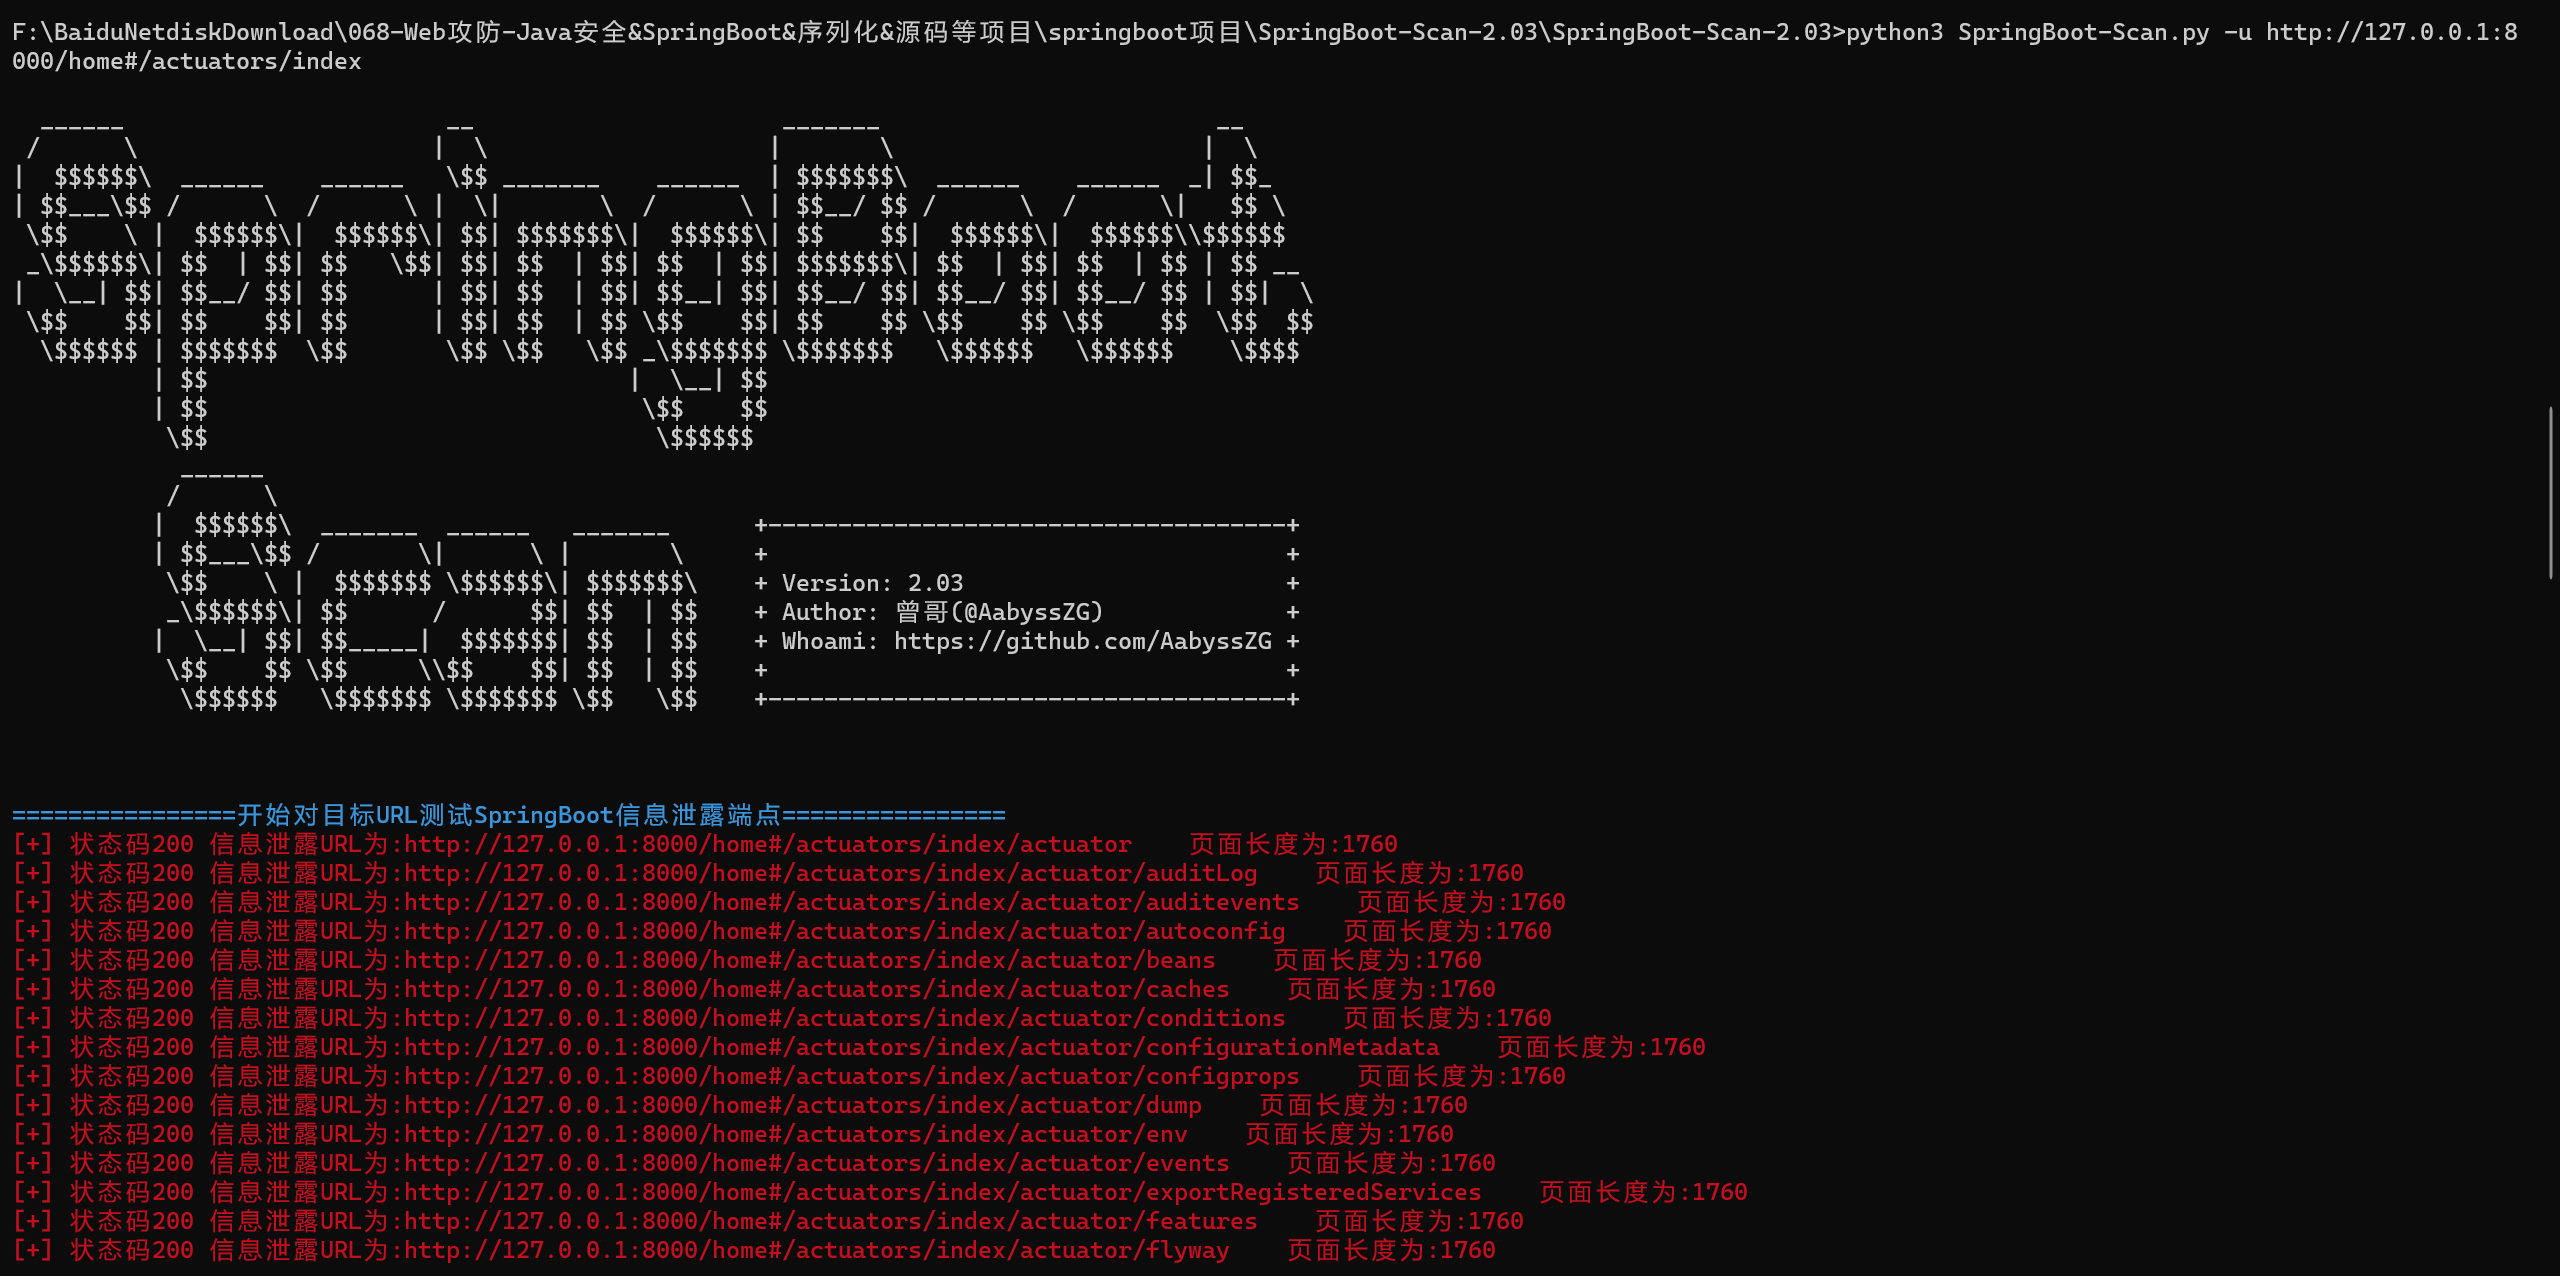 F:\BaiduNetdiskDownload\068-Web攻防-Java安全&SpringBoot&序列化&源码等项目\springboot项目\SpringBoot-Scan-2.03\SpringBoot-Scan-2.03>python3 SpringBoot-Scan.py -u http://127.0.0.1:8
000/home#/actuators/index
SpringBoot
Scan
Version: 2.03
Author: 曾哥(@AabyssZG)
Whoami: https://github.com/AabyssZG
================开始对目标URL测试SpringBoot信息泄露端点================
[+] 状态码200 信息泄露URL为:http://127.0.0.1:8000/home#/actuators/index/actuator    页面长度为:1760
[+] 状态码200 信息泄露URL为:http://127.0.0.1:8000/home#/actuators/index/actuator/auditLog    页面长度为:1760
[+] 状态码200 信息泄露URL为:http://127.0.0.1:8000/home#/actuators/index/actuator/auditevents    页面长度为:1760
[+] 状态码200 信息泄露URL为:http://127.0.0.1:8000/home#/actuators/index/actuator/autoconfig    页面长度为:1760
[+] 状态码200 信息泄露URL为:http://127.0.0.1:8000/home#/actuators/index/actuator/beans    页面长度为:1760
[+] 状态码200 信息泄露URL为:http://127.0.0.1:8000/home#/actuators/index/actuator/caches    页面长度为:1760
[+] 状态码200 信息泄露URL为:http://127.0.0.1:8000/home#/actuators/index/actuator/conditions    页面长度为:1760
[+] 状态码200 信息泄露URL为:http://127.0.0.1:8000/home#/actuators/index/actuator/configurationMetadata    页面长度为:1760
[+] 状态码200 信息泄露URL为:http://127.0.0.1:8000/home#/actuators/index/actuator/configprops    页面长度为:1760
[+] 状态码200 信息泄露URL为:http://127.0.0.1:8000/home#/actuators/index/actuator/dump    页面长度为:1760
[+] 状态码200 信息泄露URL为:http://127.0.0.1:8000/home#/actuators/index/actuator/env    页面长度为:1760
[+] 状态码200 信息泄露URL为:http://127.0.0.1:8000/home#/actuators/index/actuator/events    页面长度为:1760
[+] 状态码200 信息泄露URL为:http://127.0.0.1:8000/home#/actuators/index/actuator/exportRegisteredServices    页面长度为:1760
[+] 状态码200 信息泄露URL为:http://127.0.0.1:8000/home#/actuators/index/actuator/features    页面长度为:1760
[+] 状态码200 信息泄露URL为:http://127.0.0.1:8000/home#/actuators/index/actuator/flyway    页面长度为:1760